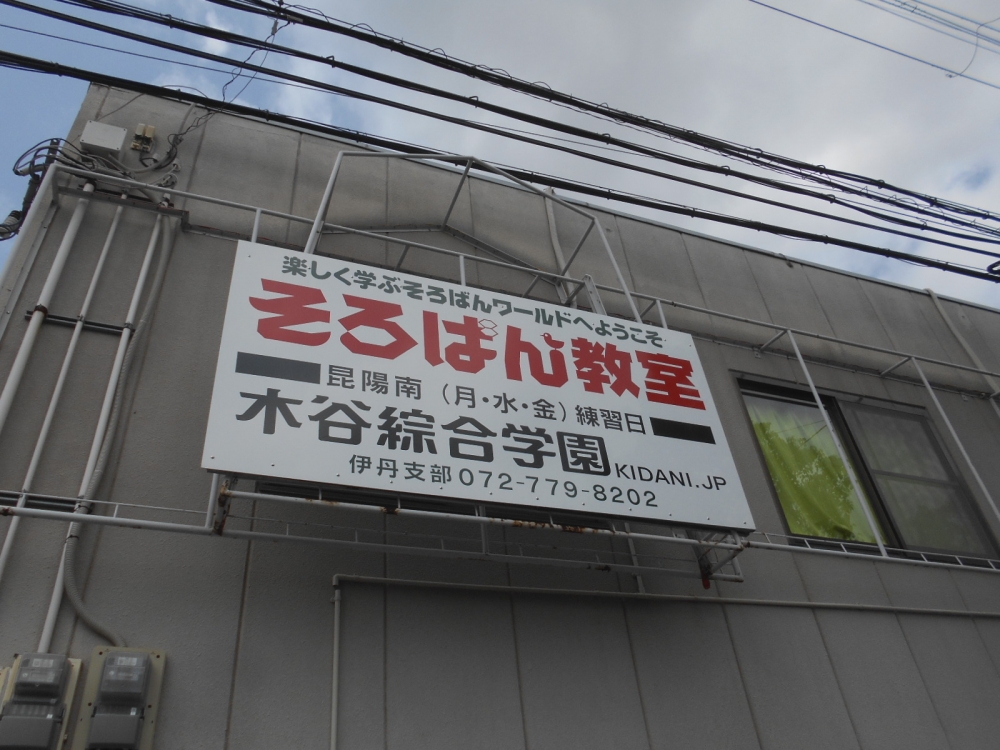 楽しく学ぶそろばんワールドへようこそ
そろばん教室
昆陽南（月・水・金）練習日
木谷綜合学園 KIDANI.JP
伊丹支部 072-779-8202